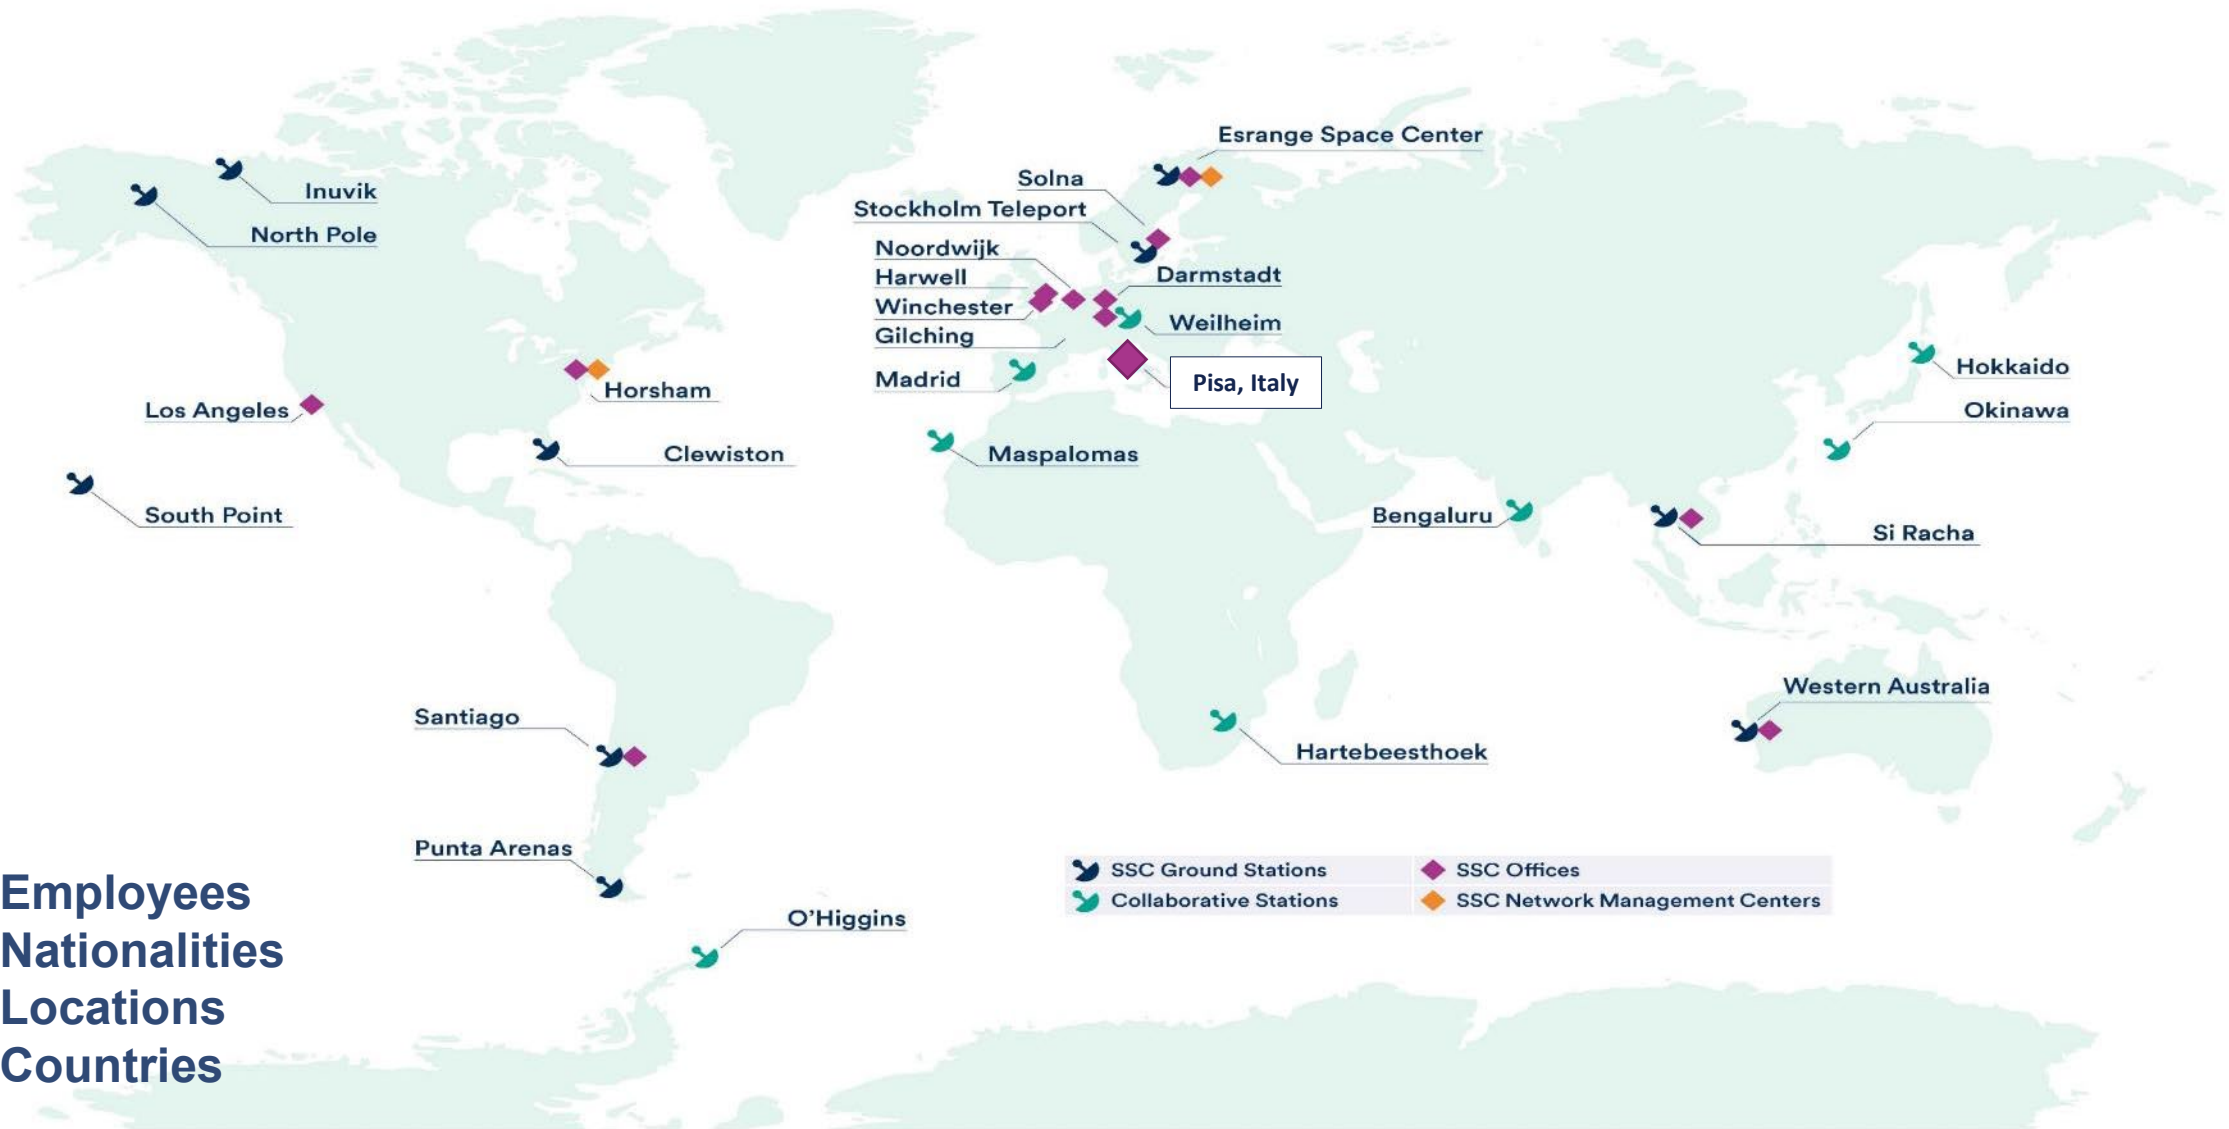 Esrange Space Center
Solna
Inuvik
Stockholm Teleport
North Pole
Noordwijk
Harwell
Darmstadt
Winchester
Weilheim
Gilching
Madrid
Pisa, Italy
Hokkaido
Horsham
Los Angeles
Okinawa
Clewiston
Maspalomas
South Point
Bengaluru
Si Racha
Western Australia
Santiago
Hartebeesthoek
Punta Arenas
SSC Ground Stations
SSC Offices
Collaborative Stations
SSC Network Management Centers
O'Higgins
Employees
Nationalities
Locations
Countries